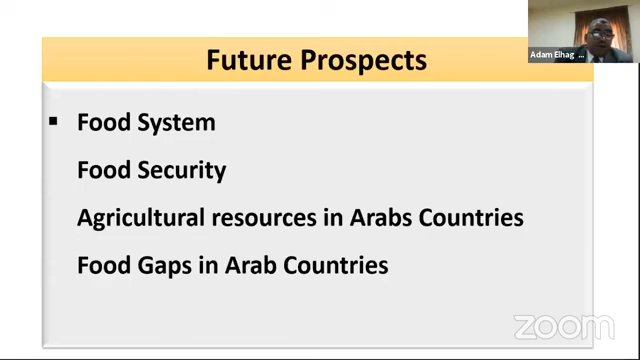 Future Prospects
Adam Elhag ...
▪ Food System
Food Security
Agricultural resources in Arabs Countries
Food Gaps in Arab Countries
zoom